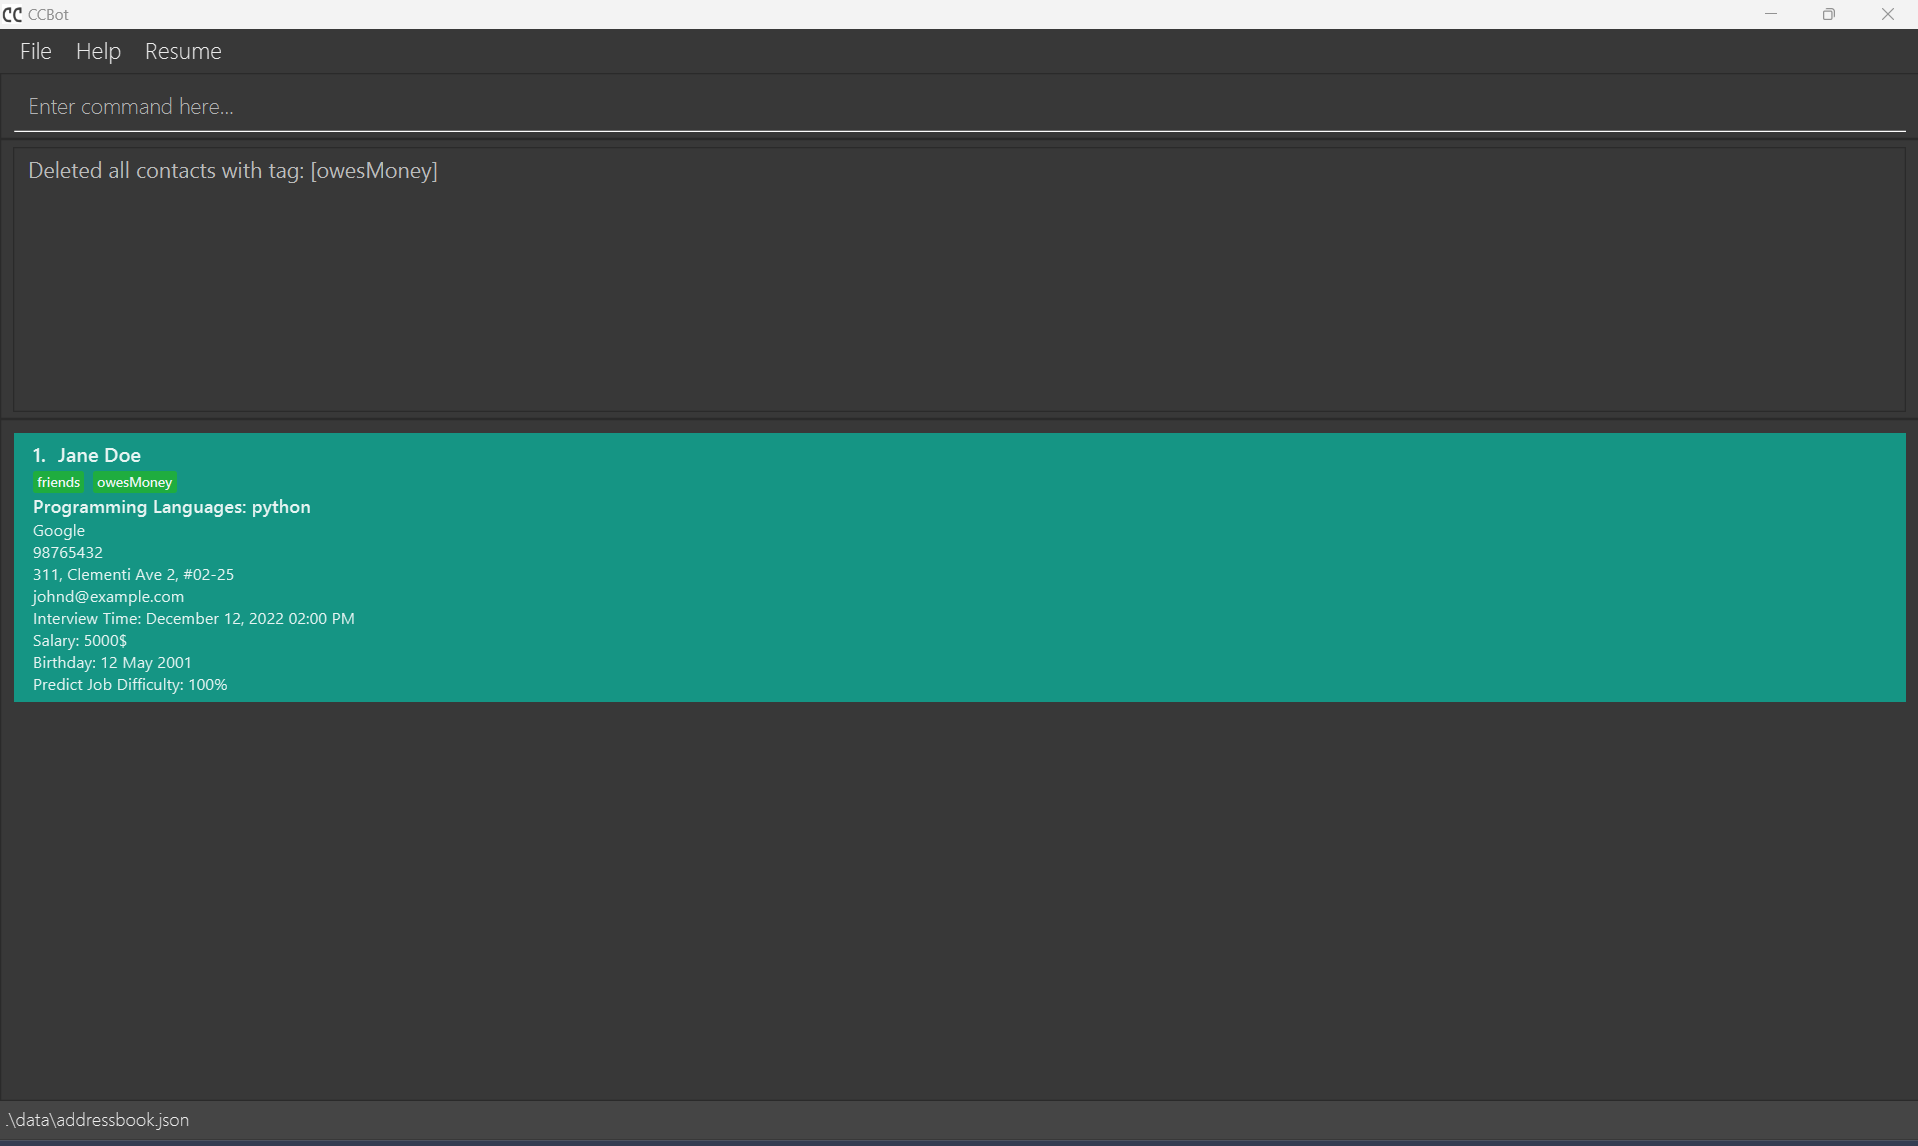 CC CCBot
File Help Resume
Enter command here...
Deleted all contacts with tag: [owesMoney]
1. Jane Doe
friends owesMoney
Programming Languages: python
Google
98765432
311, Clementi Ave 2, #02-25
johnd@example.com
Interview Time: December 12, 2022 02:00 PM
Salary: 5000$
Birthday: 12 May 2001
Predict Job Difficulty: 100%
.\data\addressbook.json